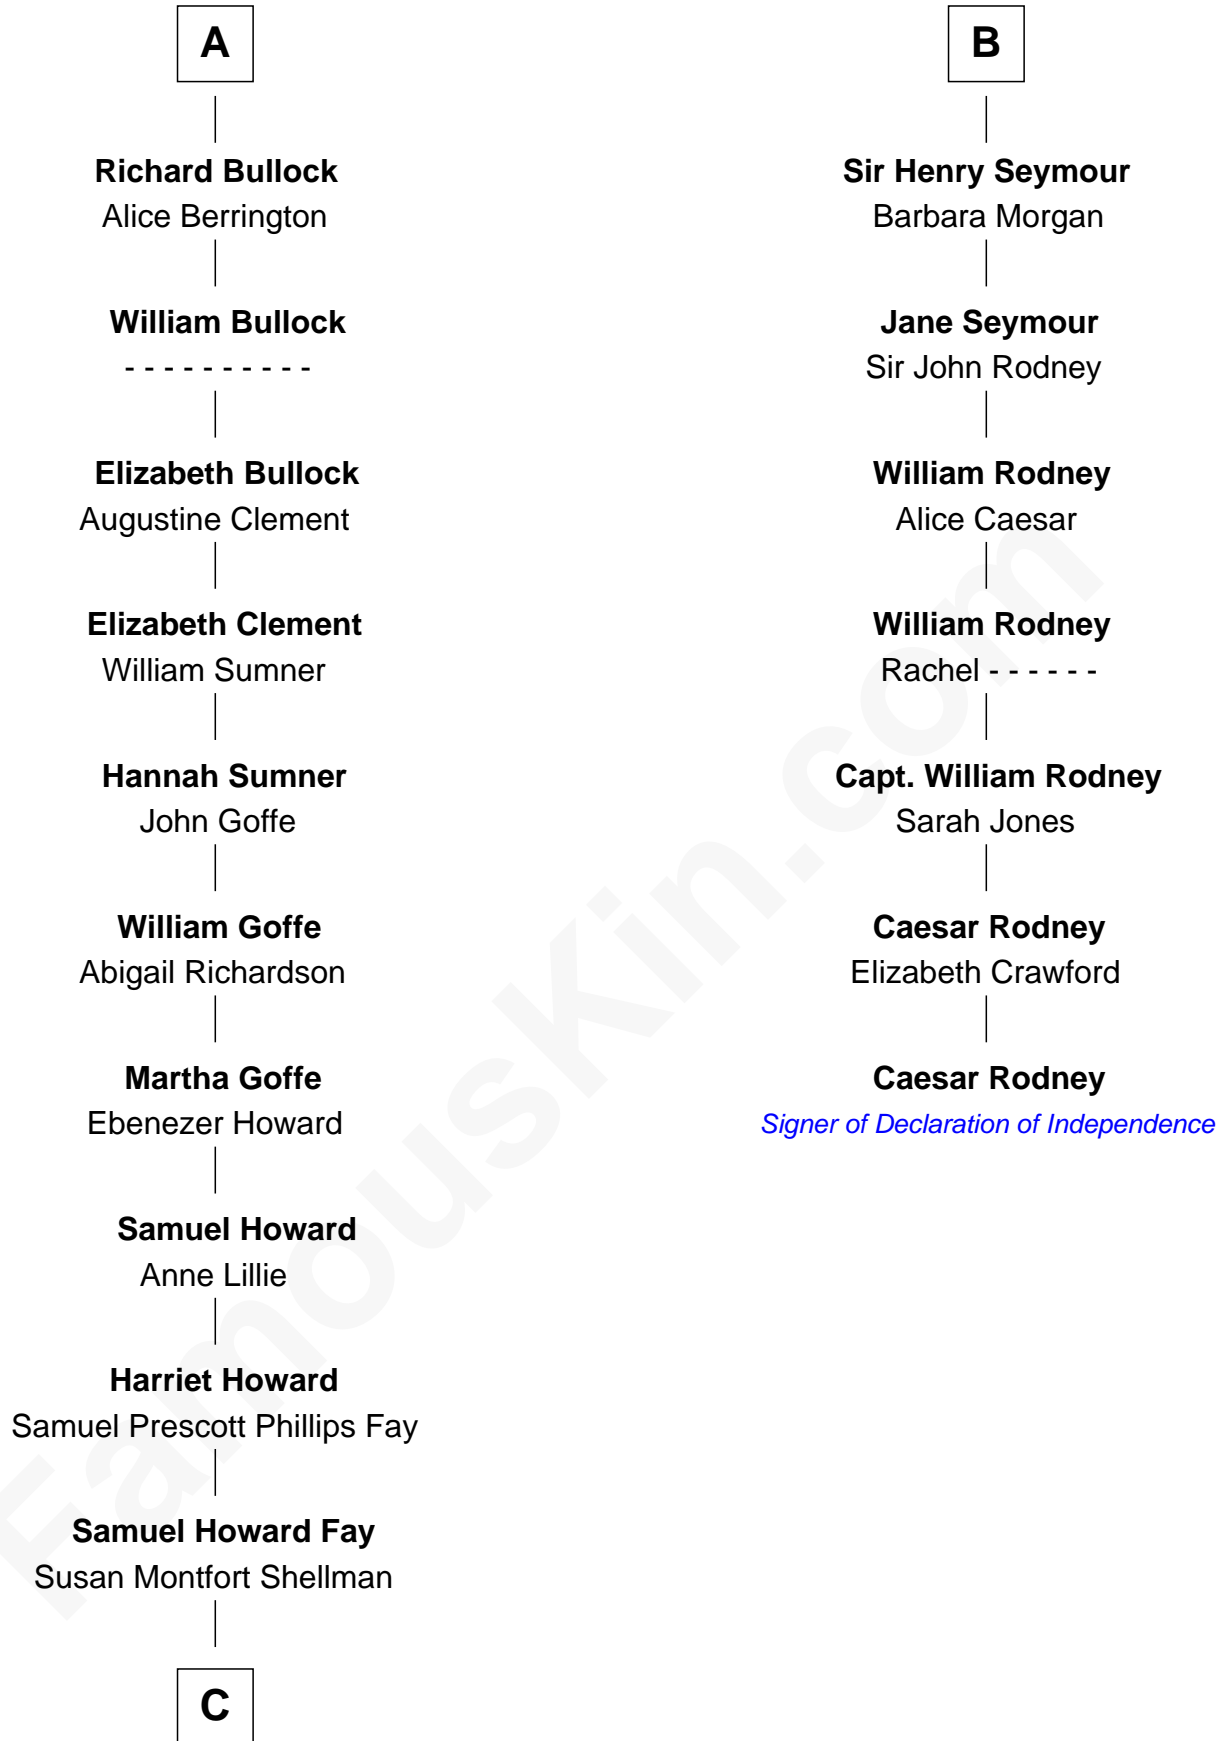 A
Richard Bullock
Alice Berrington
William Bullock
- - - - - - - - - -
Elizabeth Bullock
Augustine Clement
Elizabeth Clement
William Sumner
Hannah Sumner
John Goffe
William Goffe
Abigail Richardson
Martha Goffe
Ebenezer Howard
Samuel Howard
Anne Lillie
Harriet Howard
Samuel Prescott Phillips Fay
Samuel Howard Fay
Susan Montfort Shellman
C
B
Sir Henry Seymour
Barbara Morgan
Jane Seymour
Sir John Rodney
William Rodney
Alice Caesar
William Rodney
Rachel - - - - - -
Capt. William Rodney
Sarah Jones
Caesar Rodney
Elizabeth Crawford
Caesar Rodney
Signer of Declaration of Independence
FamousKin.com